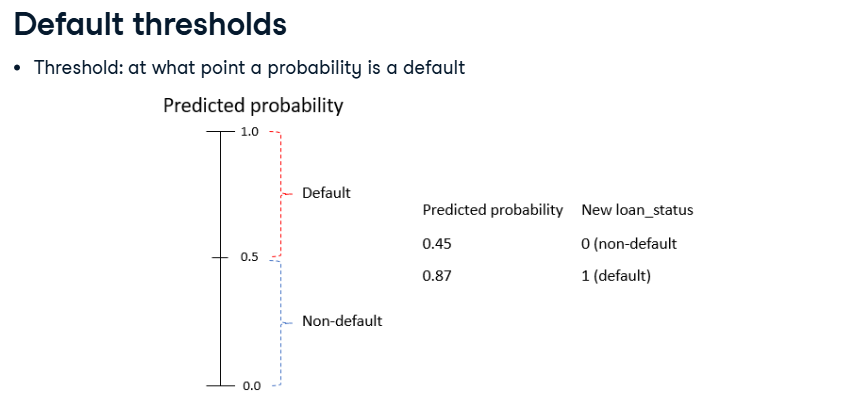 Default thresholds
• Threshold: at what point a probability is a default
Predicted probability
1.0
Default
0.5
Non-default
0.0
Predicted probability New loan_status
0.45 0 (non-default
0.87 1 (default)